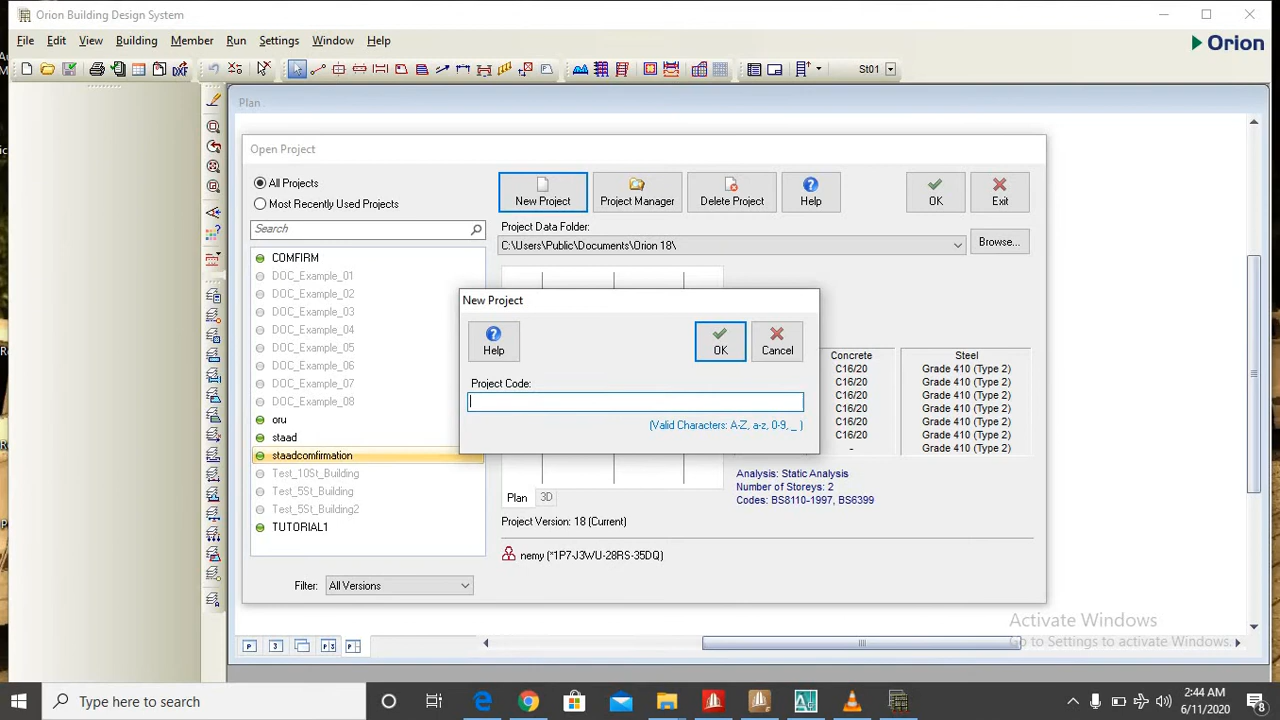 Orion Building Design System
File Edit View Building Member Run Settings Window Help
Orion
DXF
St01
Plan
Open Project
All Projects
Most Recently Used Projects
Search
New Project
Project Manager
Delete Project
Help
OK
Exit
Project Data Folder:
C:\Users\Public\Documents\Orion 18\
Browse...
COMFIRM
DOC_Example_01
DOC_Example_02
DOC_Example_03
DOC_Example_04
DOC_Example_05
DOC_Example_06
DOC_Example_07
DOC_Example_08
oru
staad
staadcomfirmation
Test_10St_Building
Test_5St_Building
Test_5St_Building2
TUTORIAL1
Filter: All Versions
New Project
Help
OK
Cancel
Project Code:
(Valid Characters: A-Z, a-z, 0-9, _ )
Concrete Steel
C16/20 Grade 410 (Type 2)
C16/20 Grade 410 (Type 2)
C16/20 Grade 410 (Type 2)
C16/20 Grade 410 (Type 2)
C16/20 Grade 410 (Type 2)
C16/20 Grade 410 (Type 2)
- Grade 410 (Type 2)
Analysis: Static Analysis
Number of Storeys: 2
Codes: BS8110-1997, BS6399
Plan 3D
Project Version: 18 (Current)
nemy (*1P7-J3WU-28RS-35DQ)
Activate Windows
Go to Settings to activate Windows.
Type here to search
2:44 AM
6/11/2020
8